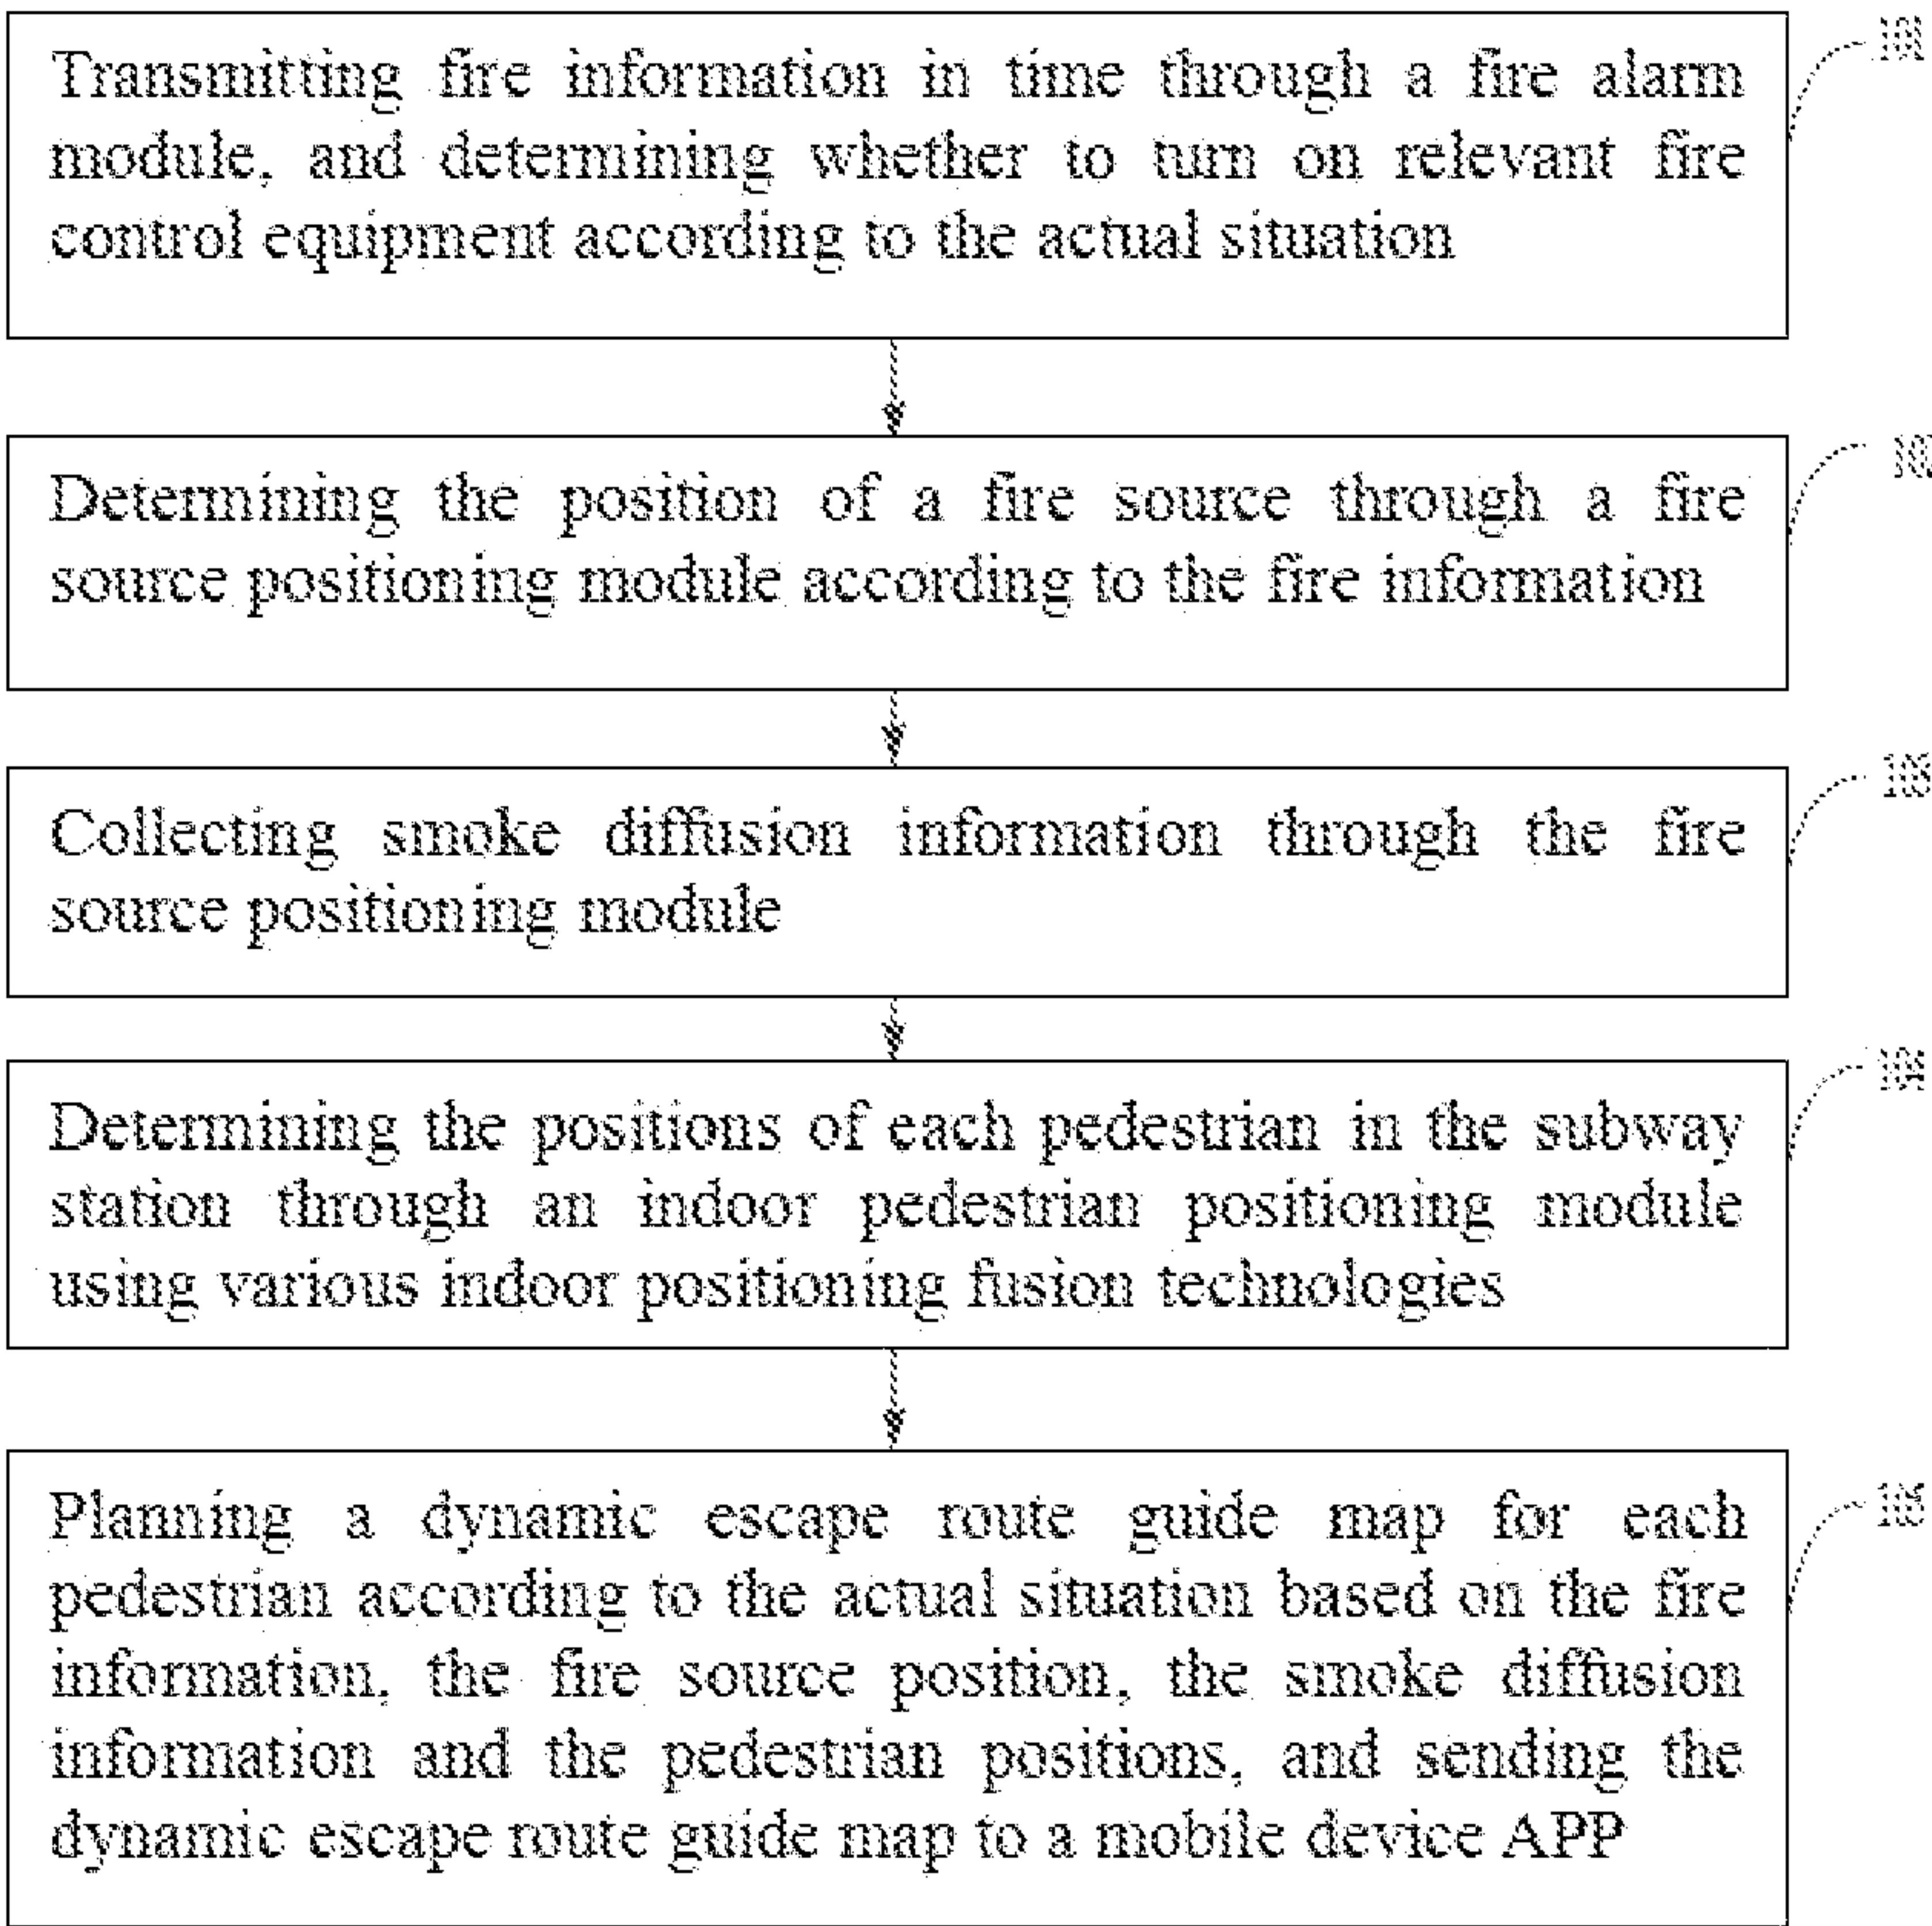 Transmitting fire information in time through a fire alarm
module, and determining whether to turn on relevant fire
control equipment according to the actual situation
Determining the position of a fire source through a fire
source positioning module according to the fire information
Collecting smoke diffusion information through the fire
source positioning module
Determining the positions of each pedestrian in the subway
station through an indoor pedestrian positioning module
using various indoor positioning fusion technologies
Planning a dynamic escape route guide map for each
pedestrian according to the actual situation based on the fire
information, the fire source position, the smoke diffusion
information and the pedestrian positions, and sending the
dynamic escape route guide map to a mobile device APP